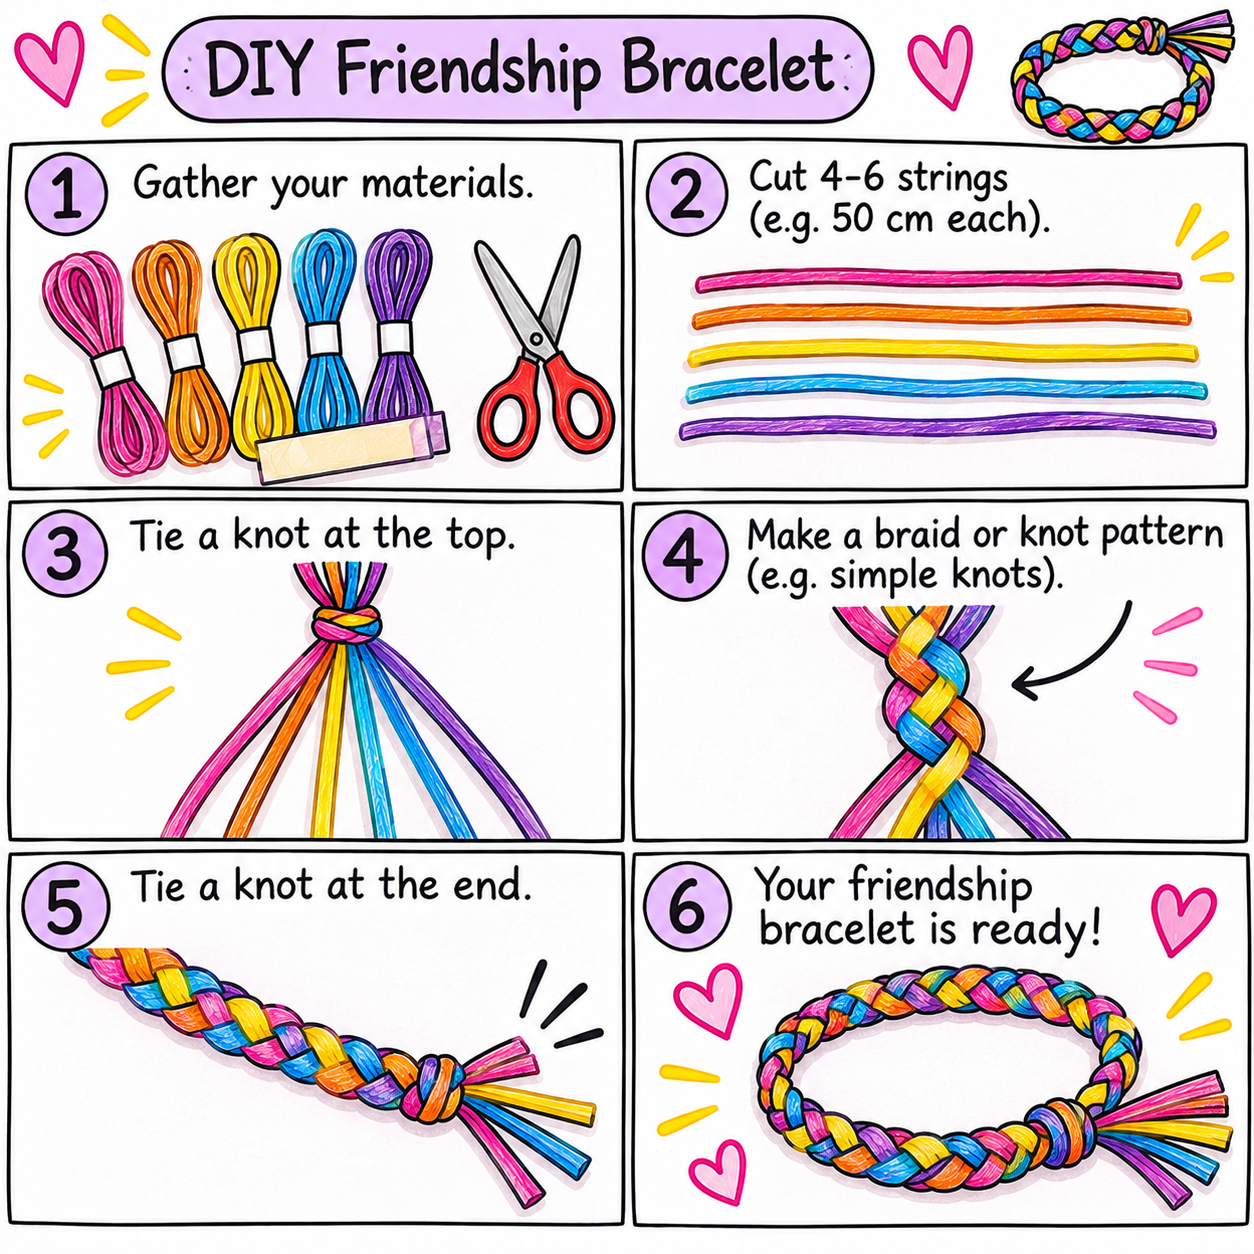 DIY Friendship Bracelet
1
Gather your materials.
2
Cut 4-6 strings
(e.g. 50 cm each).
3
Tie a knot at the top.
4
Make a braid or knot pattern
(e.g. simple knots).
5
Tie a knot at the end.
6
Your friendship
bracelet is ready!